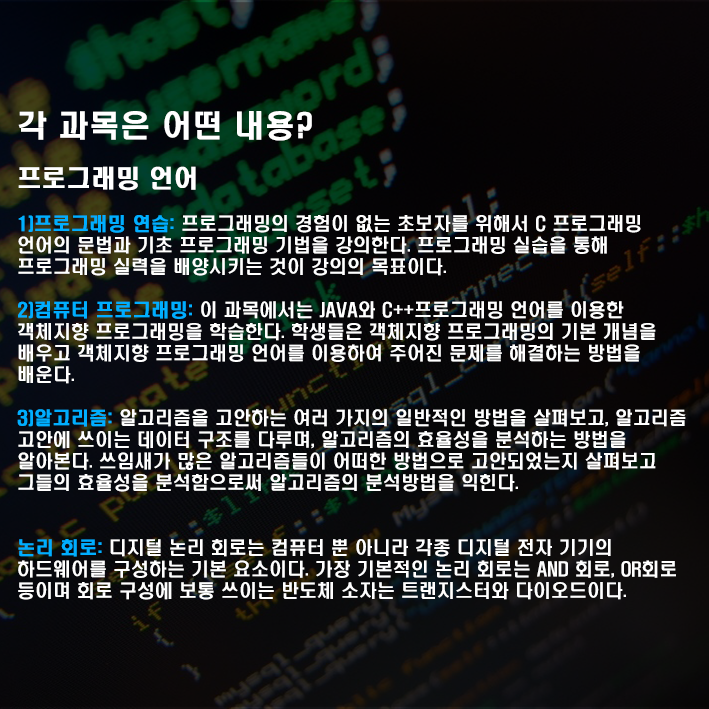 각 과목은 어떤 내용?
프로그래밍 언어
1)프로그래밍 연습: 프로그래밍의 경험이 없는 초보자를 위해서 C 프로그래밍
언어의 문법과 기초 프로그래밍 기법을 강의한다. 프로그래밍 실습을 통해
프로그래밍 실력을 배양시키는 것이 강의의 목표이다.
2)컴퓨터 프로그래밍: 이 과목에서는 JAVA와 C++프로그래밍 언어를 이용한
객체지향 프로그래밍을 학습한다. 학생들은 객체지향 프로그래밍의 기본 개념을
배우고 객체지향 프로그래밍 언어를 이용하여 주어진 문제를 해결하는 방법을
배운다.
3)알고리즘: 알고리즘을 고안하는 여러 가지의 일반적인 방법을 살펴보고, 알고리즘
고안에 쓰이는 데이터 구조를 다루며, 알고리즘의 효율성을 분석하는 방법을
알아본다. 쓰임새가 많은 알고리즘들이 어떠한 방법으로 고안되었는지 살펴보고
그들의 효율성을 분석함으로써 알고리즘의 분석방법을 익힌다.
논리 회로: 디지털 논리 회로는 컴퓨터 뿐 아니라 각종 디지털 전자 기기의
하드웨어를 구성하는 기본 요소이다. 가장 기본적인 논리 회로는 AND 회로, OR회로
등이며 회로 구성에 보통 쓰이는 반도체 소자는 트랜지스터와 다이오드이다.